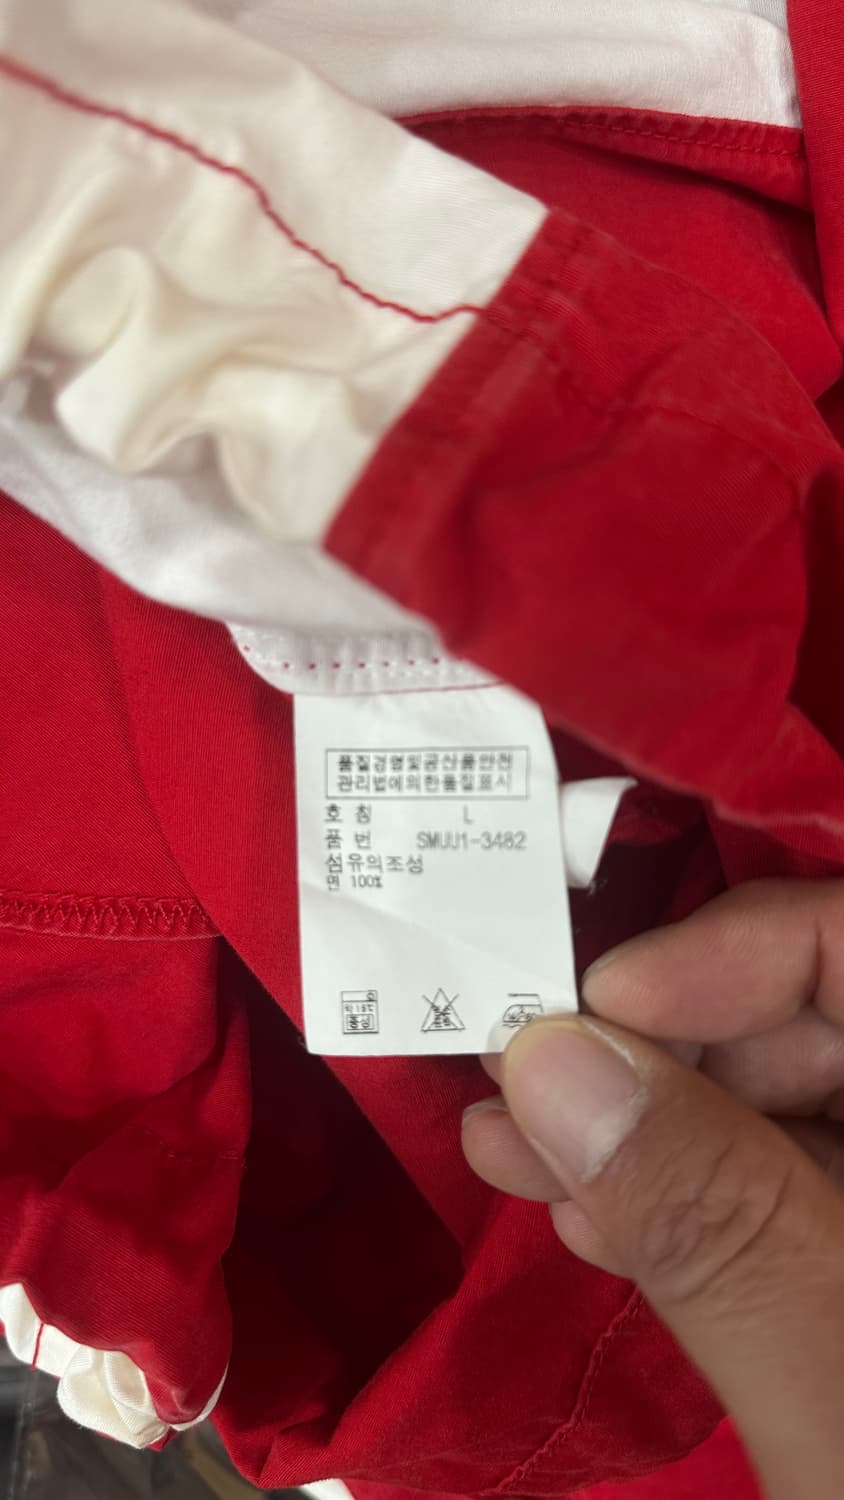 품질경영및공산품안전
관리법에의한품질표시
호 칭 L
품 번 SMUJ1-3482
섬유의조성
면 100%